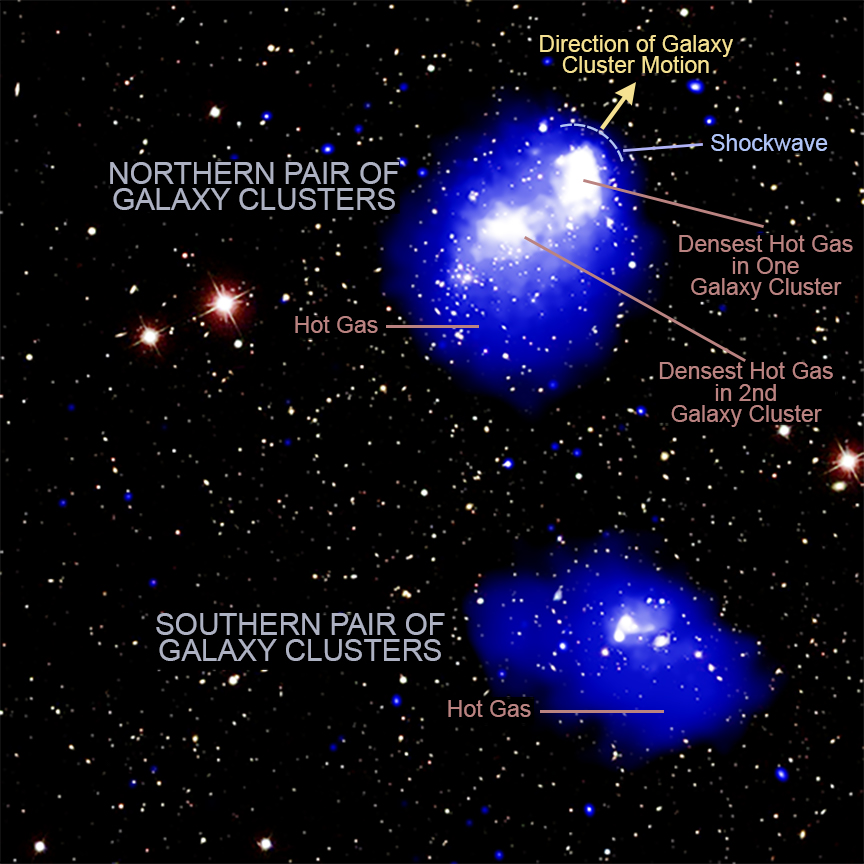 Direction of Galaxy
Cluster Motion
Shockwave
NORTHERN PAIR OF
GALAXY CLUSTERS
Densest Hot Gas
in One
Galaxy Cluster
Hot Gas
Densest Hot Gas
in 2nd
Galaxy Cluster
SOUTHERN PAIR OF
GALAXY CLUSTERS
Hot Gas